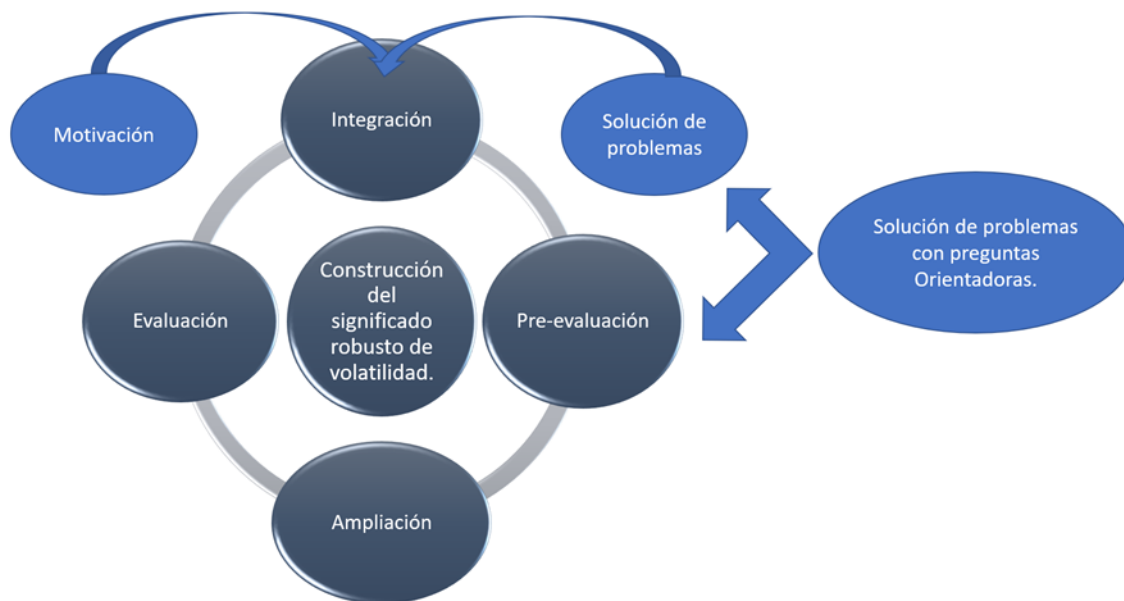 Integración
Motivación
Solución de
problemas
Solución de problemas
con preguntas
Orientadoras.
Construcción
del
significado
robusto de
volatilidad.
Evaluación
Pre-evaluación
Ampliación